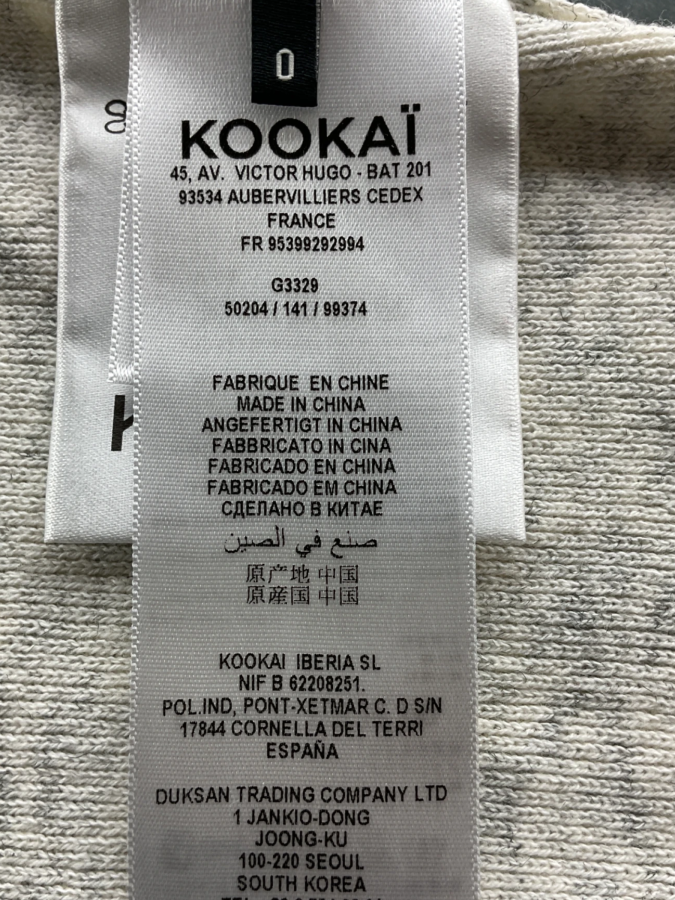 0
KOOKAÏ
45, AV. VICTOR HUGO - BAT 201
93534 AUBERVILLIERS CEDEX
FRANCE
FR 95399292994
G3329
50204 / 141 / 99374
FABRIQUE EN CHINE
MADE IN CHINA
ANGEFERTIGT IN CHINA
FABBRICATO IN CINA
FABRICADO EN CHINA
FABRICADO EM CHINA
СДЕЛАНО В КИТАЕ
صنع في الصين
原产地 中国
原産国 中国
KOOKAI IBERIA SL
NIF B 62208251.
POL.IND, PONT-XETMAR C. D S/N
17844 CORNELLA DEL TERRI
ESPAÑA
DUKSAN TRADING COMPANY LTD
1 JANKIO-DONG
JOONG-KU
100-220 SEOUL
SOUTH KOREA